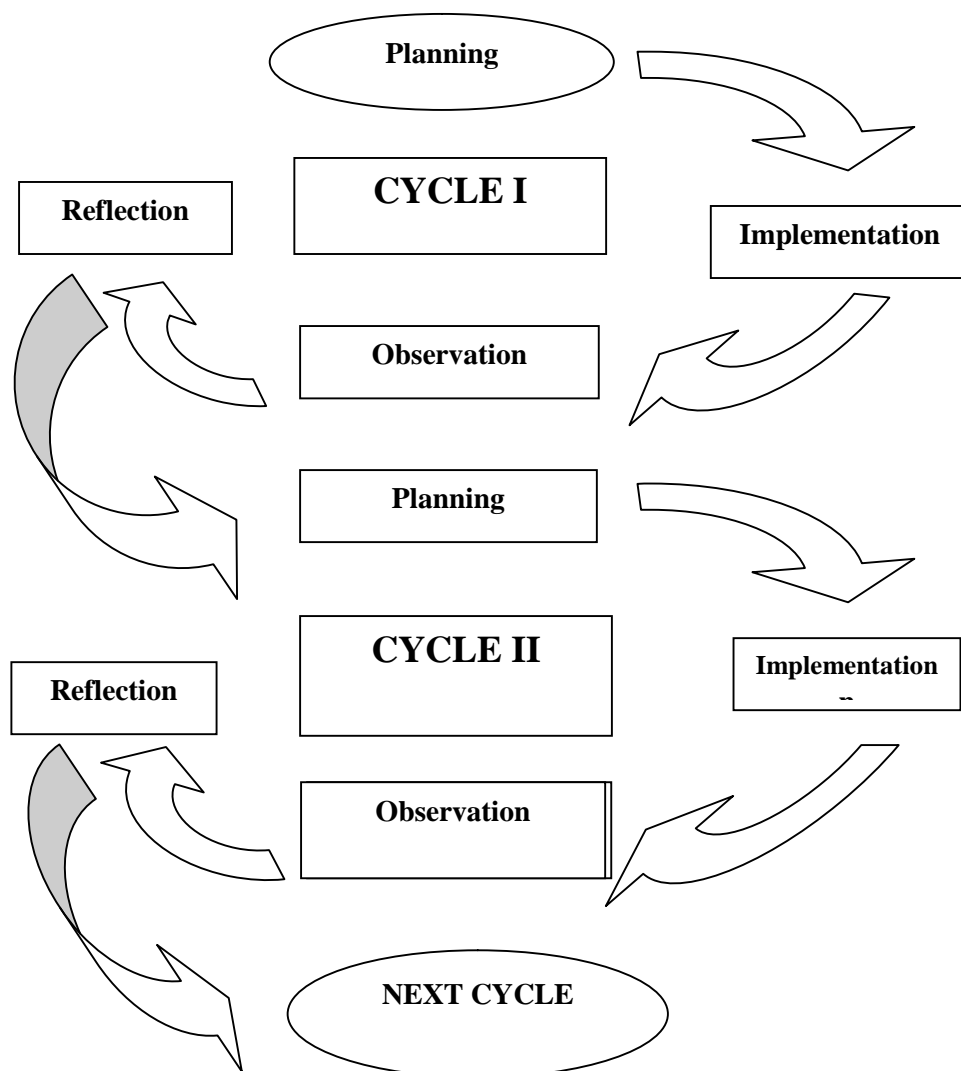 Planning
CYCLE I
Reflection
Implementation
Observation
Planning
CYCLE II
Implementation
Reflection
Observation
NEXT CYCLE